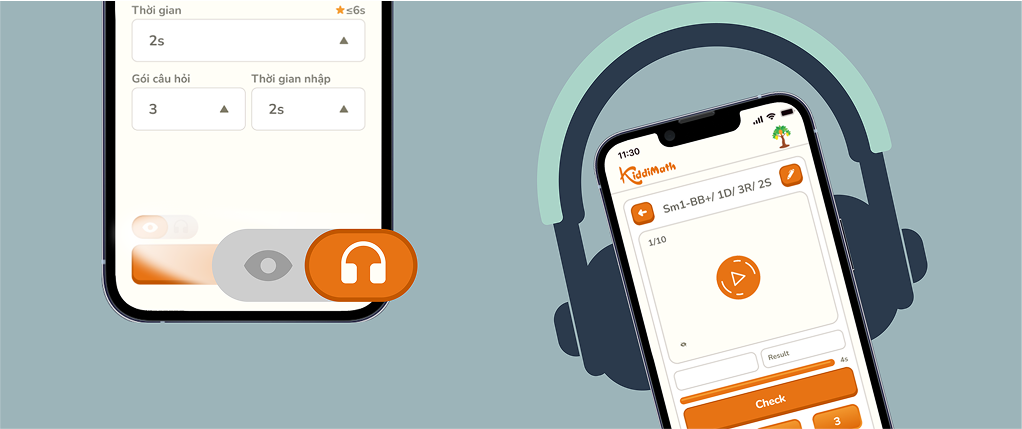 Thời gian
≤6s
2s
Gói câu hỏi
Thời gian nhập
3
2s
11:30
KiddiMath
Sm1-BB+/ 1D/ 3R/ 2S
1/10
Result
4s
Check
3